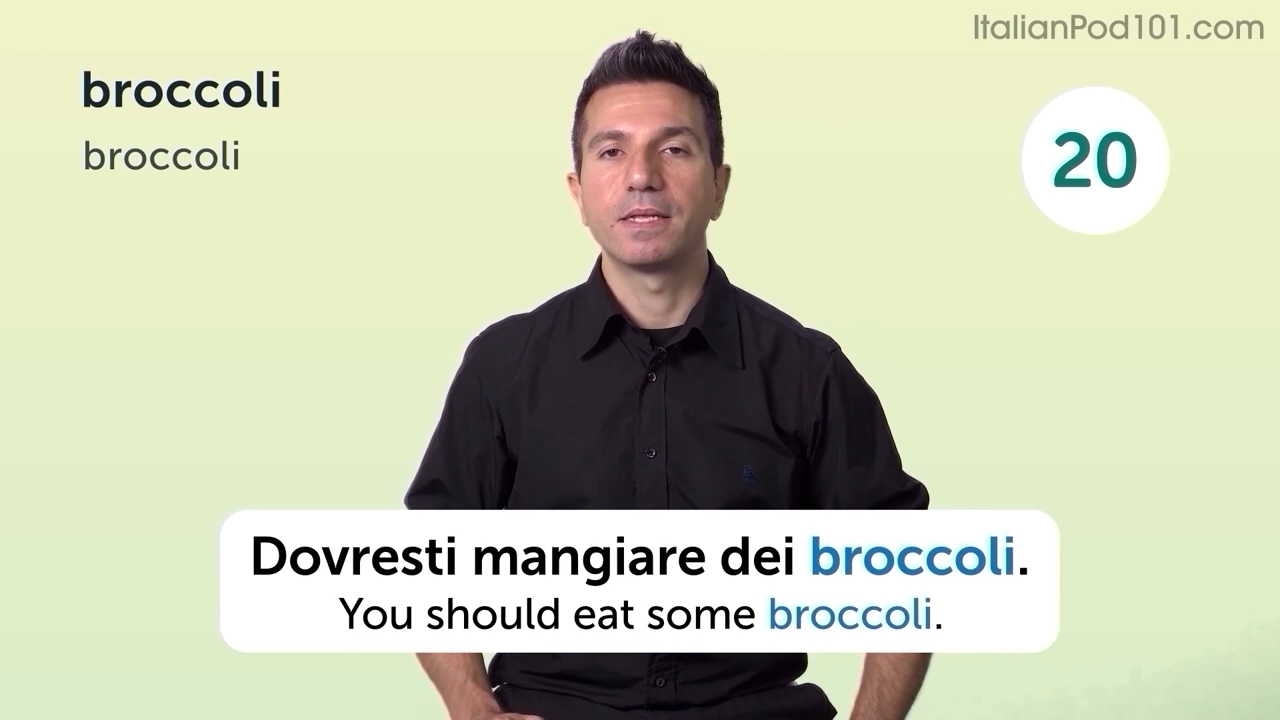 ItalianPod101.com
broccoli
broccoli
20
Dovresti mangiare dei broccoli.
You should eat some broccoli.